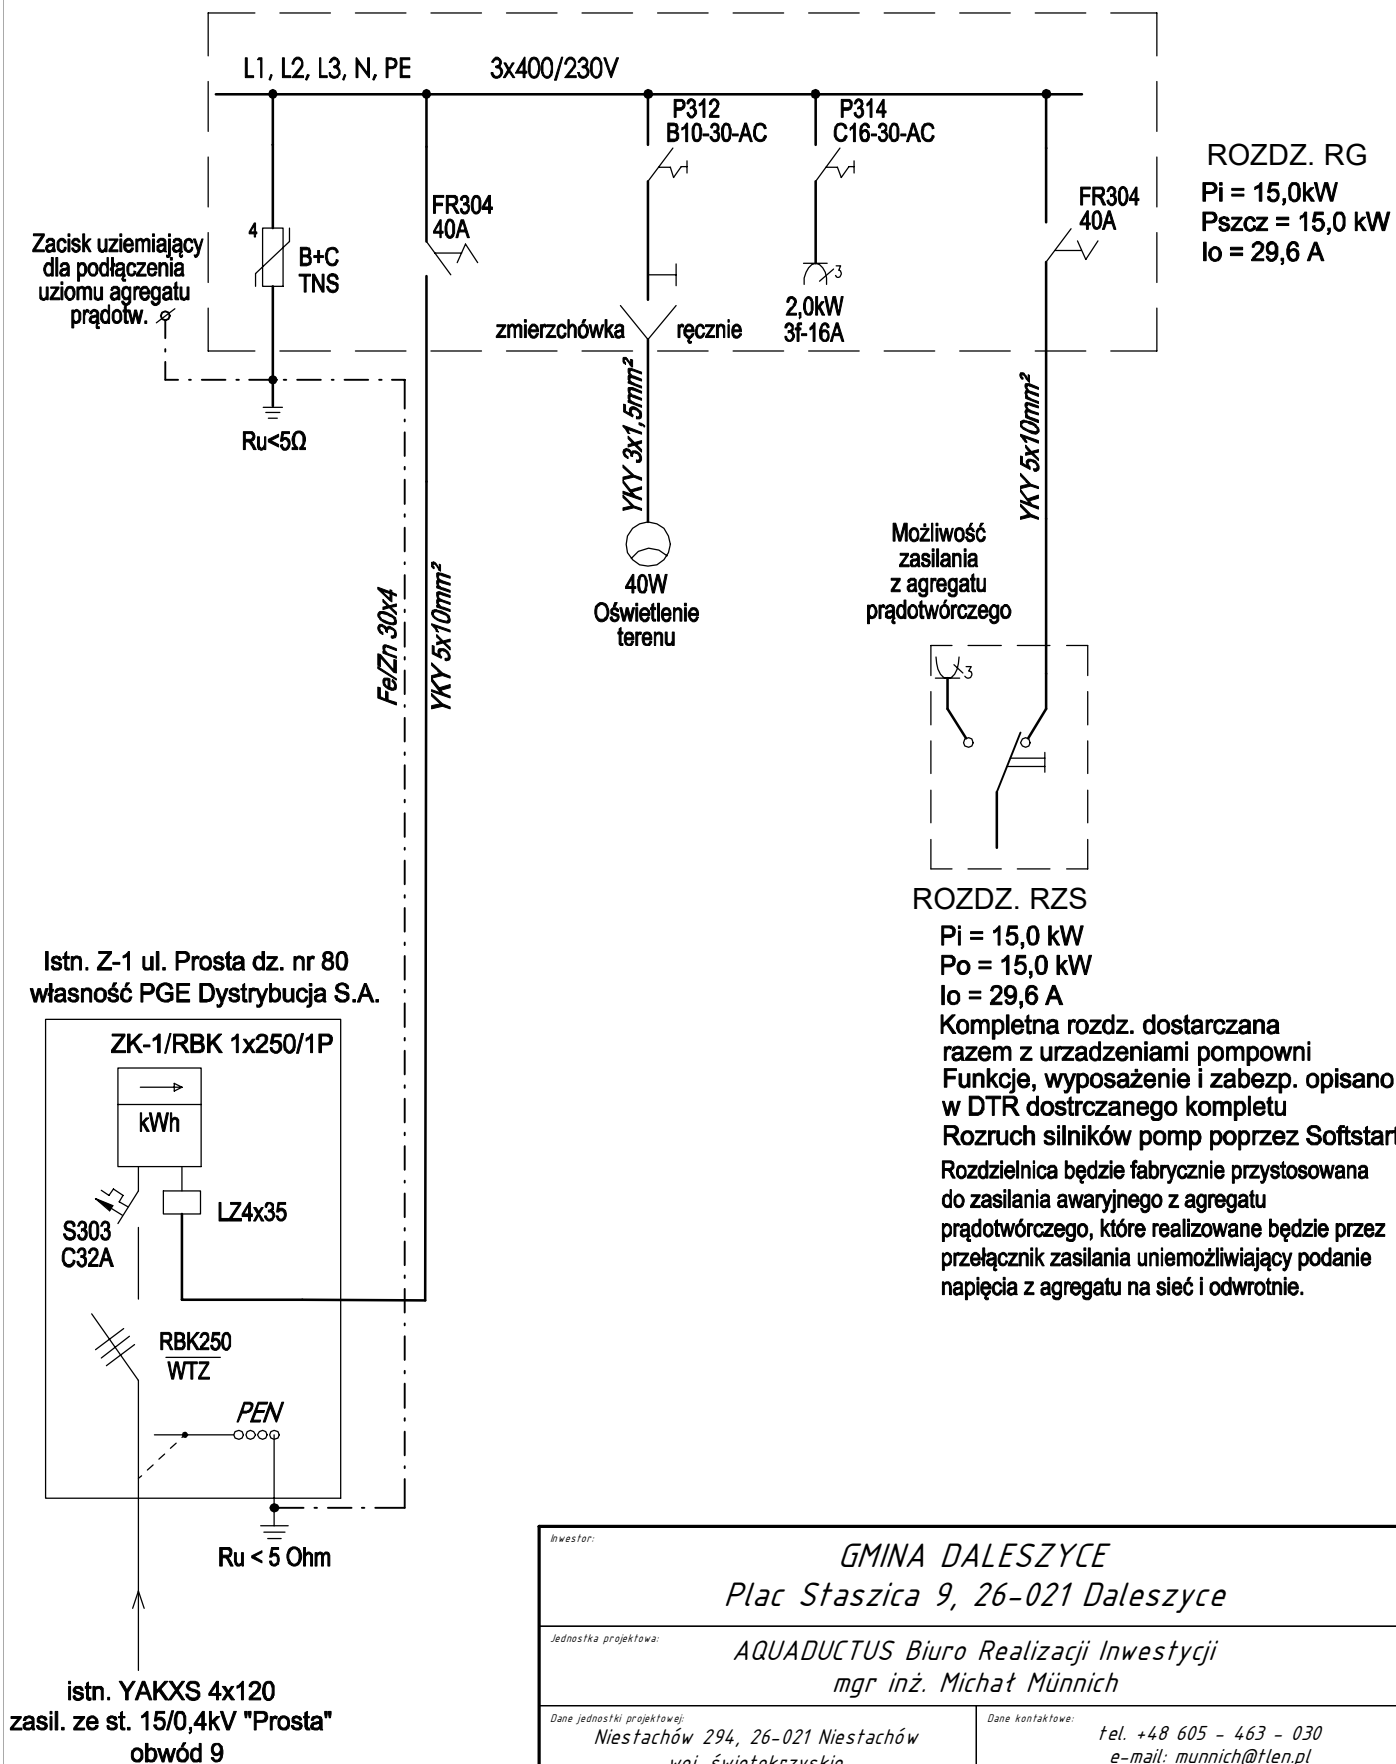 L1, L2, L3, N, PE
3x400/230V
P312
B10-30-AC
P314
C16-30-AC
ROZDZ. RG
Pi = 15,0kW
Pszcz = 15,0 kW
Io = 29,6 A
FR304
40A
FR304
40A
Zacisk uziemiający
dla podłączenia
uziomu agregatu
prądotw.
4
B+C
TNS
3
2,0kW
3f-16A
zmierzchówka
ręcznie
Ru<5Ω
YKY 3x1,5mm²
YKY 5x10mm²
40W
Oświetlenie
terenu
Możliwość
zasilania
z agregatu
prądotwórczego
Fe/Zn 30x4
YKY 5x10mm²
3
ROZDZ. RZS
Pi = 15,0 kW
Po = 15,0 kW
Io = 29,6 A
Kompletna rozdz. dostarczana
razem z urzadzeniami pompowni
Funkcje, wyposażenie i zabezp. opisano
w DTR dostrczanego kompletu
Rozruch silników pomp poprzez Softstart
Rozdzielnica będzie fabrycznie przystosowana
do zasilania awaryjnego z agregatu
prądotwórczego, które realizowane będzie przez
przełącznik zasilania uniemożliwiający podanie
napięcia z agregatu na sieć i odwrotnie.
Istn. Z-1 ul. Prosta dz. nr 80
własność PGE Dystrybucja S.A.
ZK-1/RBK 1x250/1P
kWh
S303
C32A
LZ4x35
RBK250
WTZ
PEN
Ru < 5 Ohm
istn. YAKXS 4x120
zasil. ze st. 15/0,4kV "Prosta"
obwód 9
Inwestor:
GMINA DALESZYCE
Plac Staszica 9, 26-021 Daleszyce
Jednostka projektowa:
AQUADUCTUS Biuro Realizacji Inwestycji
mgr inż. Michał Münnich
Dane jednostki projektowej:
Niestachów 294, 26-021 Niestachów
woj. świętokrzyskie
Dane kontaktowe:
tel. +48 605 - 463 - 030
e-mail: munnich@tlen.pl